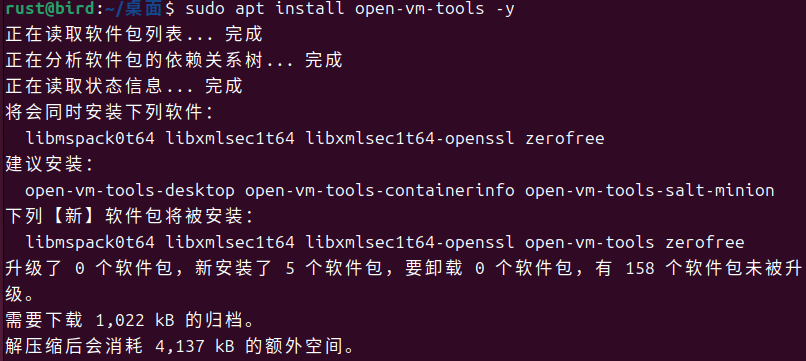 rust@bird:~/桌面$ sudo apt install open-vm-tools -y
正在读取软件包列表... 完成
正在分析软件包的依赖关系树... 完成
正在读取状态信息... 完成
将会同时安装下列软件：
  libmspack0t64 libxmlsec1t64 libxmlsec1t64-openssl zerofree
建议安装：
  open-vm-tools-desktop open-vm-tools-containerinfo open-vm-tools-salt-minion
下列【新】软件包将被安装：
  libmspack0t64 libxmlsec1t64 libxmlsec1t64-openssl open-vm-tools zerofree
升级了 0 个软件包，新安装了 5 个软件包，要卸载 0 个软件包，有 158 个软件包未被升
级。
需要下载 1,022 kB 的归档。
解压缩后会消耗 4,137 kB 的额外空间。